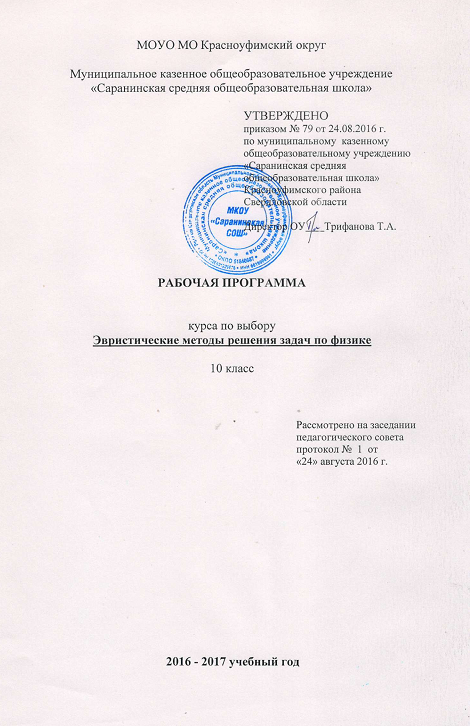 МОУО МО Красноуфимский округ
Муниципальное казенное общеобразовательное учреждение
«Саранинская средняя общеобразовательная школа»
УТВЕРЖДЕНО
приказом № 79 от 24.08.2016 г.
по муниципальному казенному
общеобразовательному учреждению
«Саранинская средняя
общеобразовательная школа»
Красноуфимского района
Свердловской области
Директор ОУ Трифанова Т.А.
МКОУ
«Саранинская
СОШ»
РАБОЧАЯ ПРОГРАММА
курса по выбору
Эвристические методы решения задач по физике
10 класс
Рассмотрено на заседании
педагогического совета
протокол № 1 от
«24» августа 2016 г.
2016 - 2017 учебный год